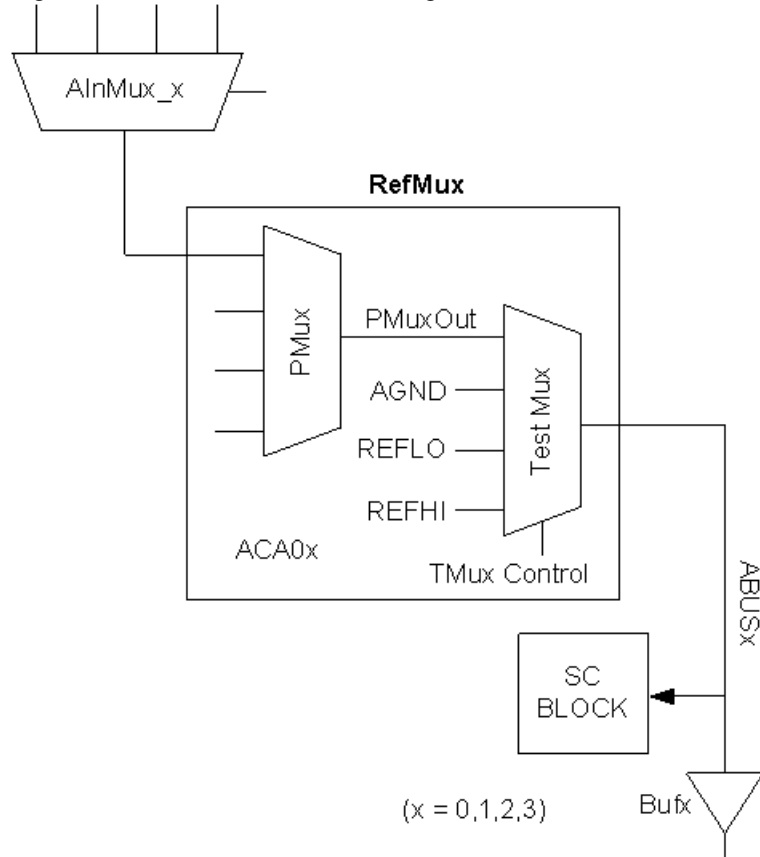 AInMux_x
RefMux
PMux
PMuxOut
AGND
REFLO
REFHI
Test Mux
ACA0x
TMux Control
ABUSx
SC
BLOCK
(x = 0,1,2,3)
Bufx